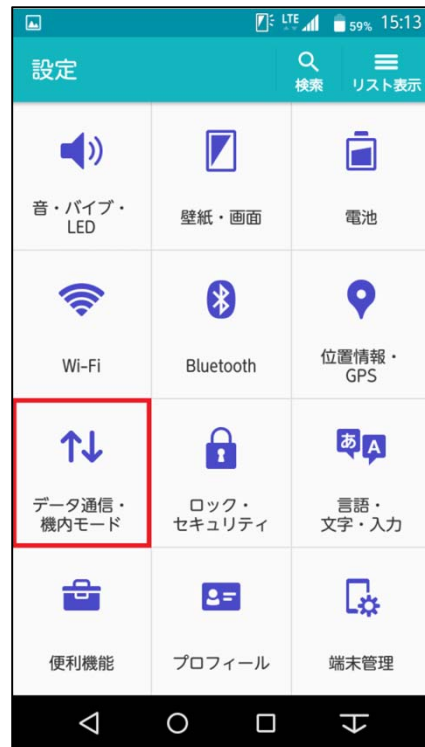 LTE 59% 15:13
設定
検索 リスト表示
音・バイブ・
LED
壁紙・画面
電池
Wi-Fi
Bluetooth
位置情報・
GPS
データ通信・
機内モード
ロック・
セキュリティ
あ A
言語・
文字・入力
便利機能
プロフィール
端末管理